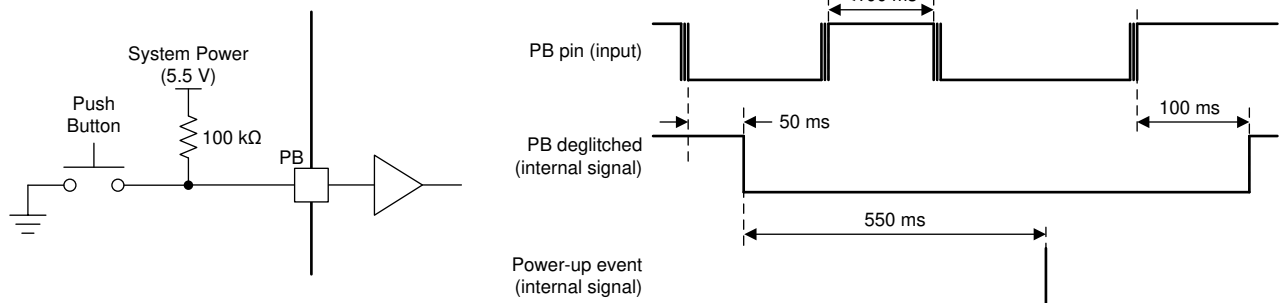 System Power
(5.5 V)
Push
Button
100 kΩ
PB
ms
PB pin (input)
100 ms
50 ms
PB deglitched
(internal signal)
550 ms
Power-up event
(internal signal)